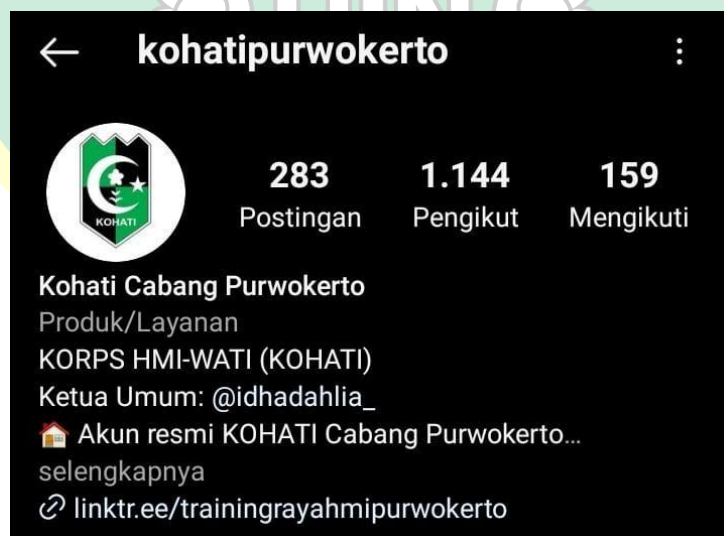 kohatipurwokerto
KOHATI
283 1.144 159
Postingan Pengikut Mengikuti
Kohati Cabang Purwokerto
Produk/Layanan
KORPS HMI-WATI (KOHATI)
Ketua Umum: @idhadahlia_
🏠 Akun resmi KOHATI Cabang Purwokerto...
selengkapnya
linktr.ee/trainingrayahmipurwokerto